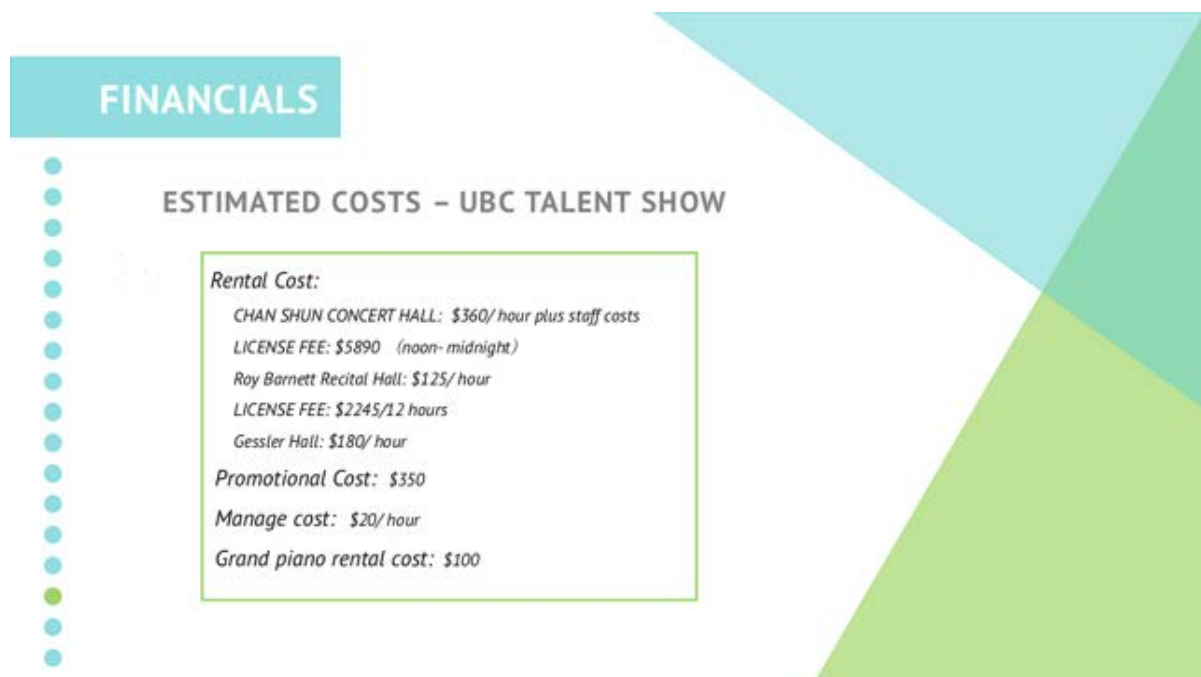 FINANCIALS
ESTIMATED COSTS – UBC TALENT SHOW
Rental Cost:
CHAN SHUN CONCERT HALL: $360/ hour plus staff costs
LICENSE FEE: $5890 （noon- midnight）
Roy Barnett Recital Hall: $125/ hour
LICENSE FEE: $2245/12 hours
Gessler Hall: $180/ hour
Promotional Cost: $350
Manage cost: $20/ hour
Grand piano rental cost: $100